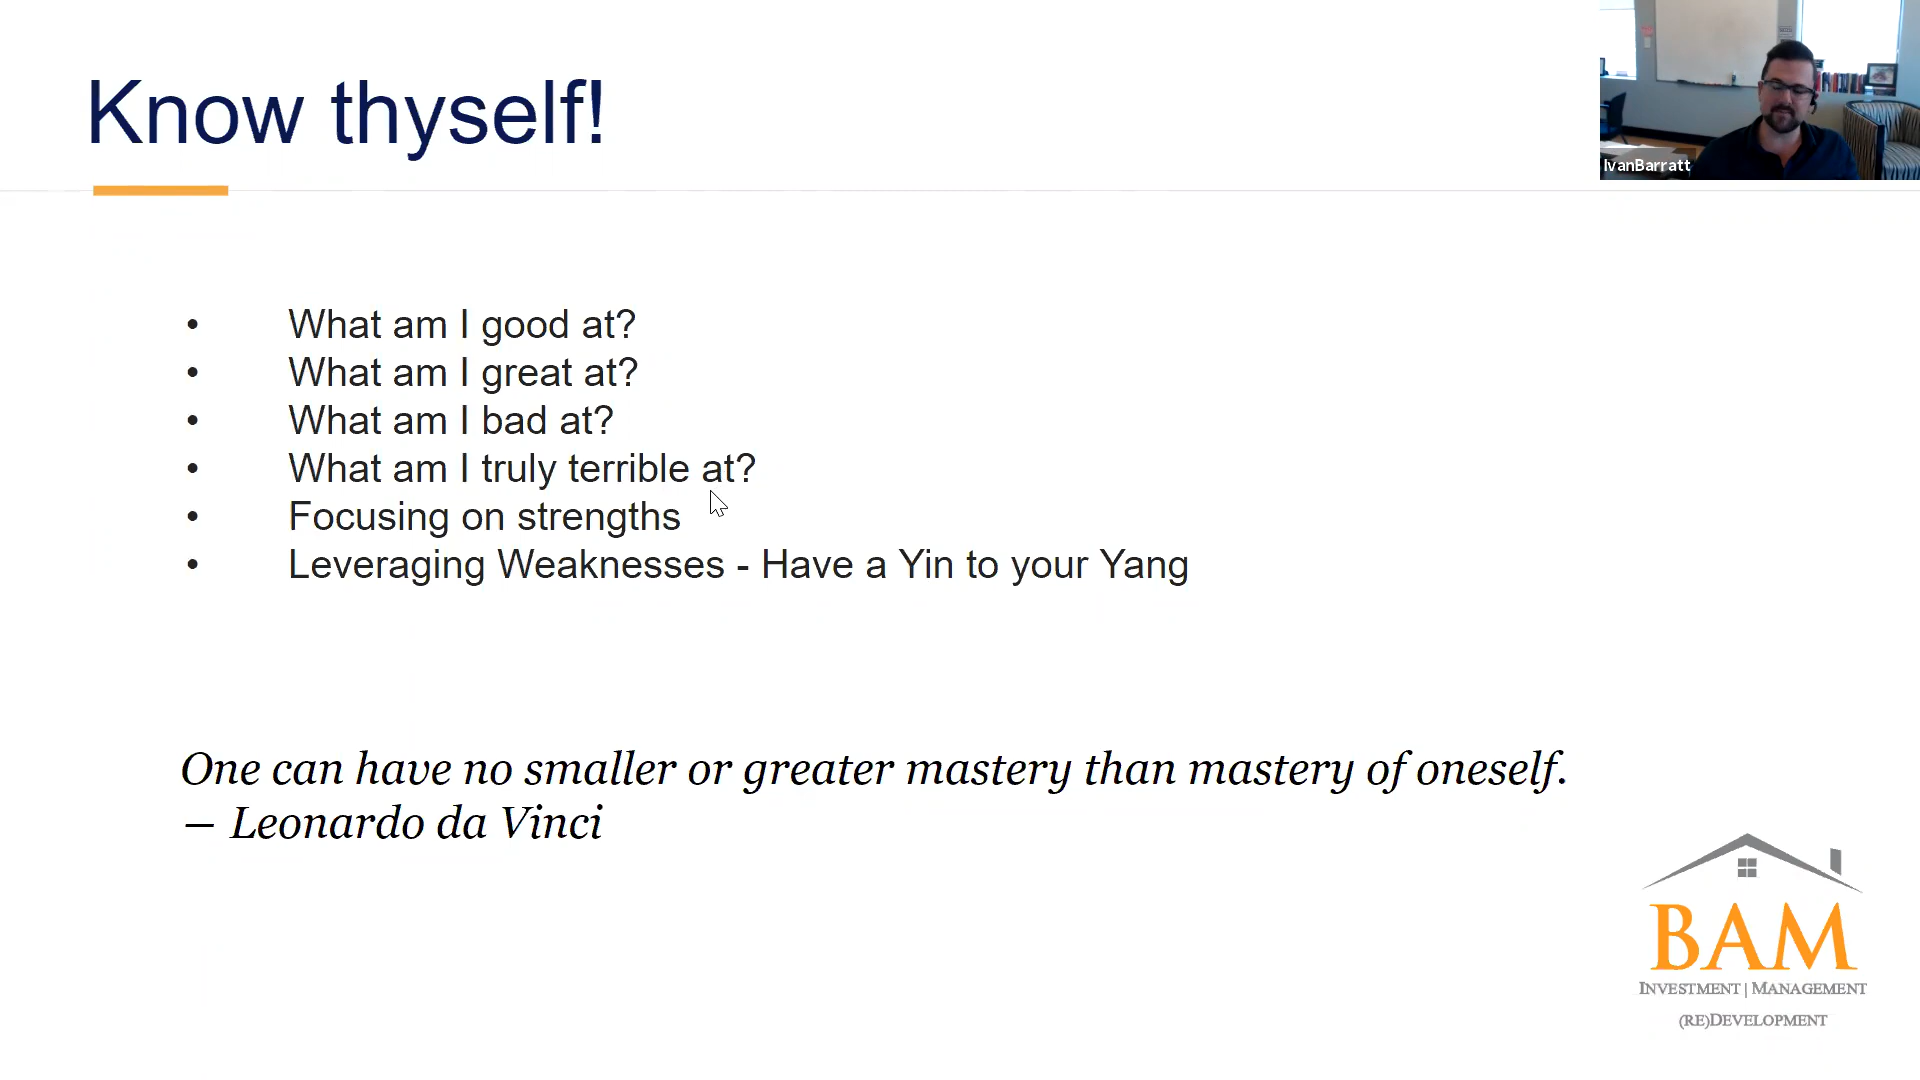 Know thyself!
IvanBarratt
• What am I good at?
• What am I great at?
• What am I bad at?
• What am I truly terrible at?
• Focusing on strengths
• Leveraging Weaknesses - Have a Yin to your Yang
One can have no smaller or greater mastery than mastery of oneself.
— Leonardo da Vinci
BAM
INVESTMENT | MANAGEMENT
(RE)DEVELOPMENT